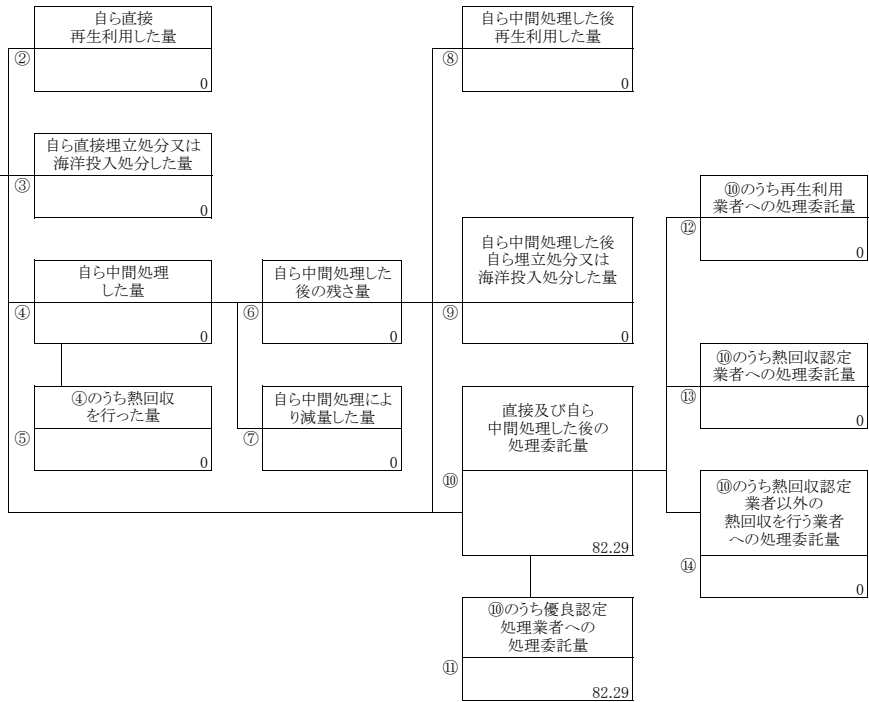 自ら直接
再生利用した量
②
0
自ら直接埋立処分又は
海洋投入処分した量
③
0
自ら中間処理
した量
④
0
④のうち熱回収
を行った量
⑤
0
自ら中間処理した
後の残さ量
⑥
0
自ら中間処理によ
り減量した量
⑦
0
自ら中間処理した後
再生利用した量
⑧
0
自ら中間処理した後
自ら埋立処分又は
海洋投入処分した量
⑨
0
直接及び自ら
中間処理した後の
処理委託量
⑩
82.29
⑩のうち優良認定
処理業者への
処理委託量
⑪
82.29
⑩のうち再生利用
業者への処理委託量
⑫
0
⑩のうち熱回収認定
業者への処理委託量
⑬
0
⑩のうち熱回収認定
業者以外の
熱回収を行う業者
への処理委託量
⑭
0